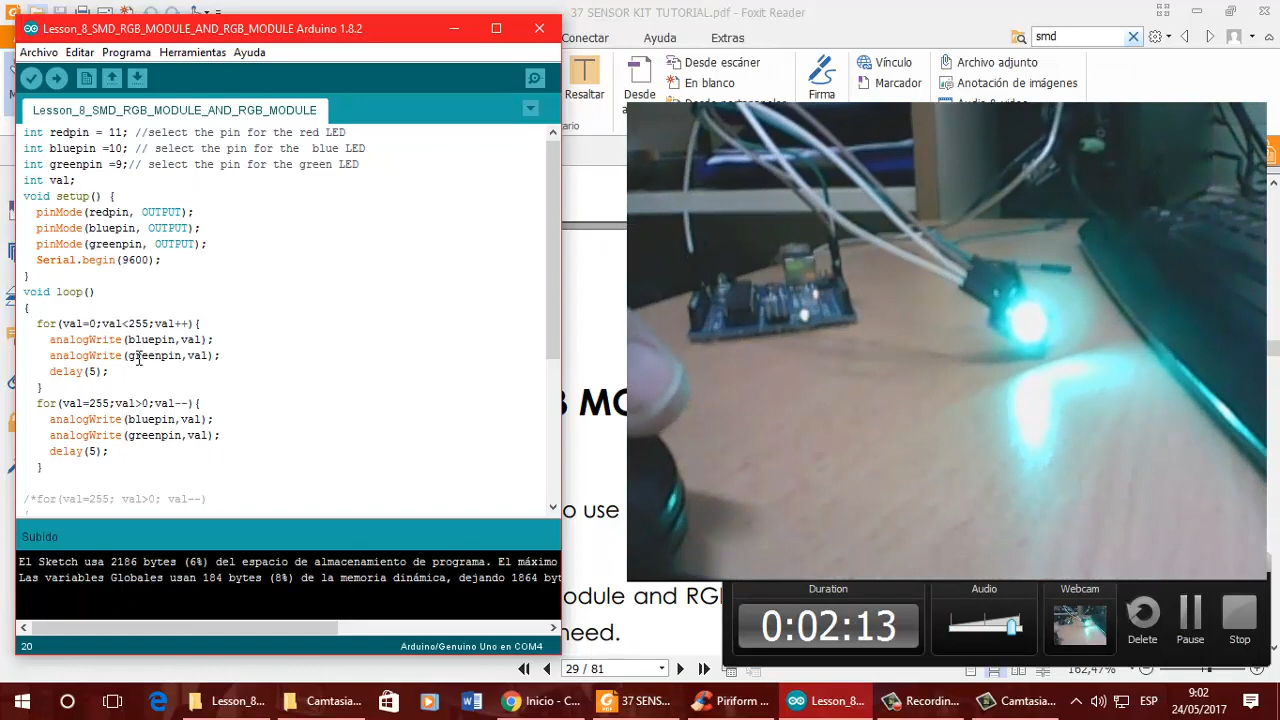 Lesson_8_SMD_RGB_MODULE_AND_RGB_MODULE Arduino 1.8.2
Archivo Editar Programa Herramientas Ayuda
Lesson_8_SMD_RGB_MODULE_AND_RGB_MODULE
int redpin = 11; //select the pin for the red LED
int bluepin =10; // select the pin for the  blue LED
int greenpin =9;// select the pin for the green LED
int val;
void setup() {
pinMode(redpin, OUTPUT);
pinMode(bluepin, OUTPUT);
pinMode(greenpin, OUTPUT);
Serial.begin(9600);
}
void loop()
{
for(val=0;val<255;val++){
analogWrite(bluepin,val);
analogWrite(greenpin,val);
delay(5);
}
for(val=255;val>0;val--){
analogWrite(bluepin,val);
analogWrite(greenpin,val);
delay(5);
}
/*for(val=255; val>0; val--)
Subido
El Sketch usa 2186 bytes (6%) del espacio de almacenamiento de programa. El máximo
Las variables Globales usan 184 bytes (8%) de la memoria dinámica, dejando 1864 byt
20
Arduino/Genuino Uno en COM4
37 SENSOR KIT TUTORIAL.pdf - Foxit Reader
Conectar Ayuda Extras
smd
Resaltar
Desde
Desde escáner
En blanco
Firma
Vínculo
Marcador
Archivo adjunto
Anotación de imágenes
B MO
o use
odule and RG
need.
Duration
0:02:13
Audio
Webcam
Delete
Pause
Stop
29 / 81
162,47%
Lesson_8...
Camtasia...
Inicio - C...
37 SENS...
Piriform ...
Lesson_8...
Recordin...
Camtasia...
ESP
9:02
24/05/2017